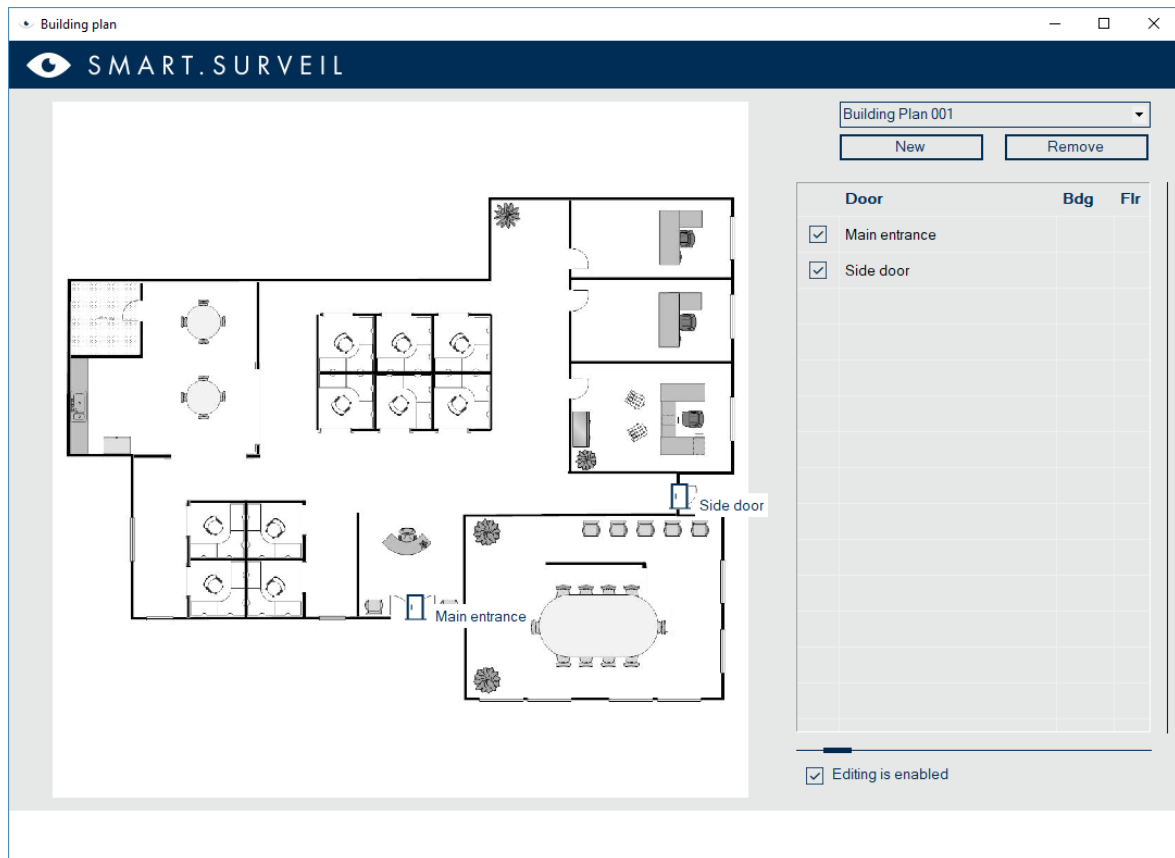 Building plan
SMART.SURVEIL
Building Plan 001
New
Remove
Door Bdg Flr
Main entrance
Side door
Side door
Main entrance
Editing is enabled